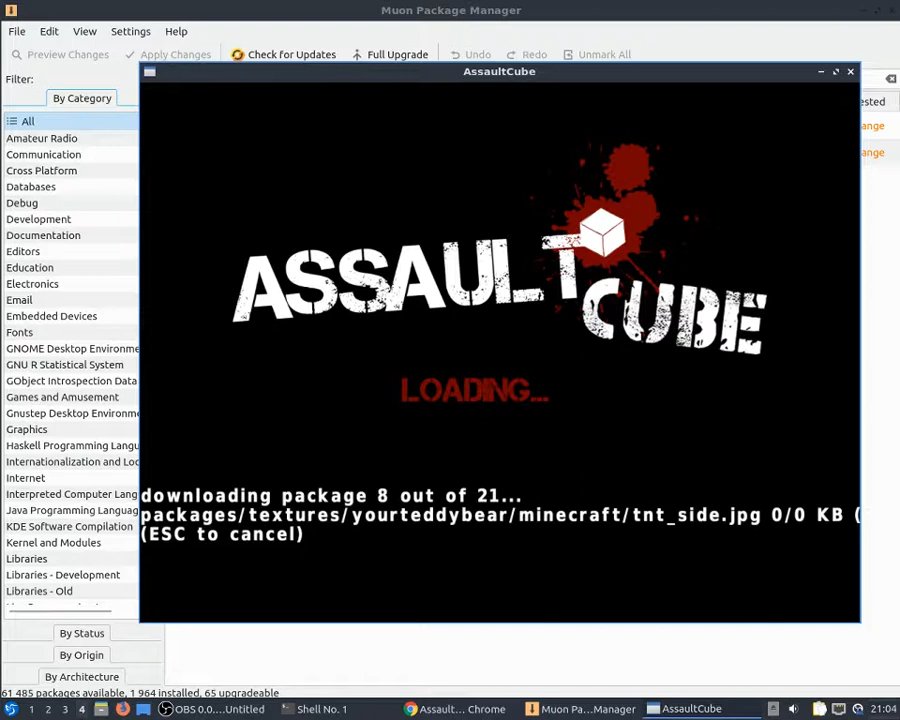 Muon Package Manager
File Edit View Settings Help
Preview Changes Apply Changes Check for Updates Full Upgrade Undo Redo Unmark All
Filter:
By Category
ested
All
ange
ange
Amateur Radio
Communication
Cross Platform
Databases
Debug
Development
Documentation
Editors
Education
Electronics
Email
Embedded Devices
Fonts
GNOME Desktop Environme
GNU R Statistical System
GObject Introspection Data
Games and Amusement
Gnustep Desktop Environme
Graphics
Haskell Programming Langu
Internationalization and Loc
Internet
Interpreted Computer Lang
Java Programming Languag
KDE Software Compilation
Kernel and Modules
Libraries
Libraries - Development
Libraries - Old
By Status
By Origin
By Architecture
61 485 packages available, 1 964 installed, 65 upgradeable
AssaultCube
ASSAULT
CUBE
LOADING...
downloading package 8 out of 21...
packages/textures/yourteddybear/minecraft/tnt_side.jpg 0/0 KB (
(ESC to cancel)
1 2 3 4 OBS 0.0....Untitled Shell No. 1 Assault... Chrome Muon Pa...Manager AssaultCube 21:04